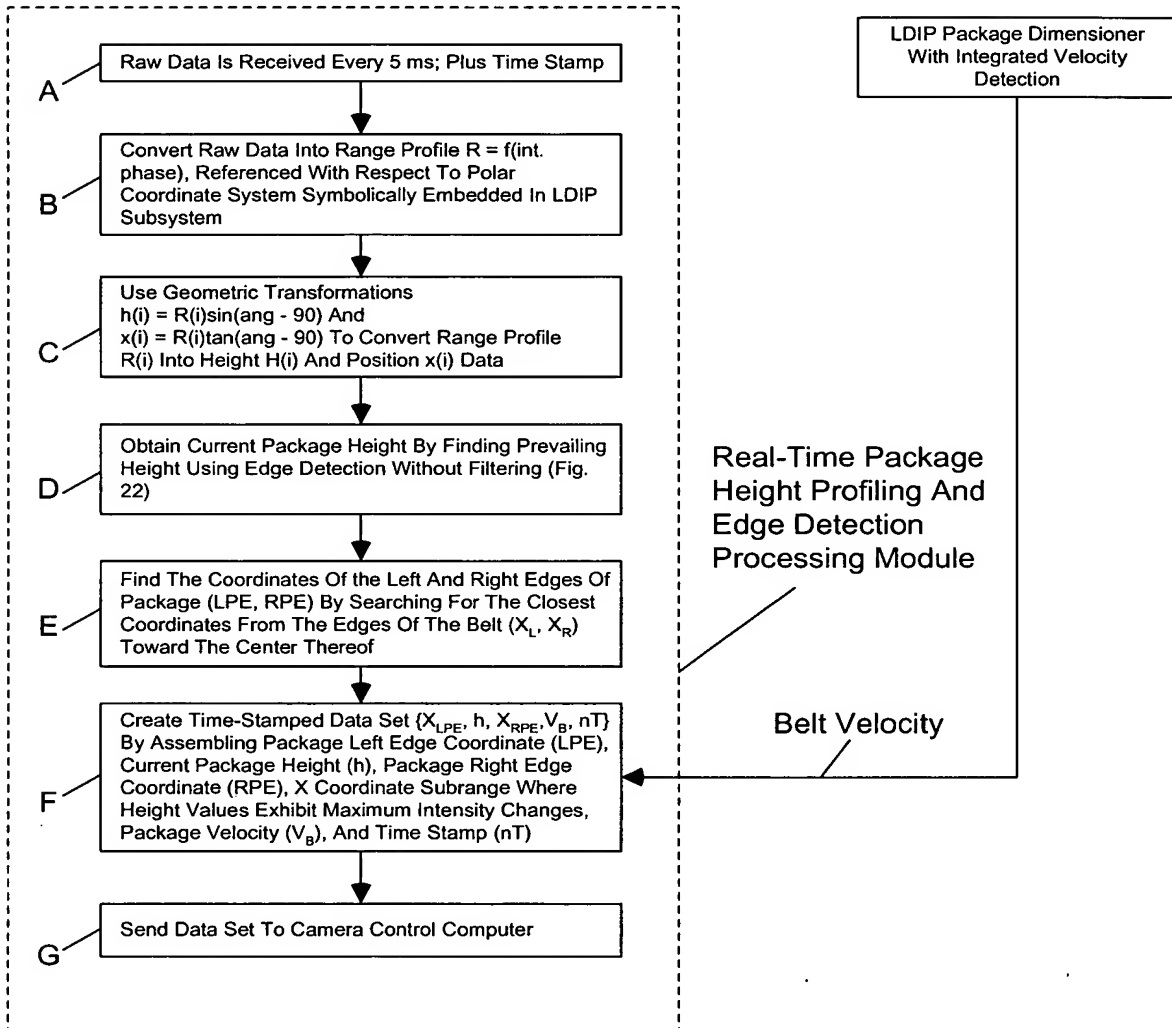 A
Raw Data Is Received Every 5 ms; Plus Time Stamp
B
Convert Raw Data Into Range Profile R = f(int.
phase), Referenced With Respect To Polar
Coordinate System Symbolically Embedded In LDIP
Subsystem
C
Use Geometric Transformations
h(i) = R(i)sin(ang - 90) And
x(i) = R(i)tan(ang - 90) To Convert Range Profile
R(i) Into Height H(i) And Position x(i) Data
D
Obtain Current Package Height By Finding Prevailing
Height Using Edge Detection Without Filtering (Fig.
22)
E
Find The Coordinates Of the Left And Right Edges Of
Package (LPE, RPE) By Searching For The Closest
Coordinates From The Edges Of The Belt (X_L, X_R)
Toward The Center Thereof
F
Create Time-Stamped Data Set {X_LPE, h, X_RPE,V_B, nT}
By Assembling Package Left Edge Coordinate (LPE),
Current Package Height (h), Package Right Edge
Coordinate (RPE), X Coordinate Subrange Where
Height Values Exhibit Maximum Intensity Changes,
Package Velocity (V_B), And Time Stamp (nT)
G
Send Data Set To Camera Control Computer
LDIP Package Dimensioner
With Integrated Velocity
Detection
Real-Time Package
Height Profiling And
Edge Detection
Processing Module
Belt Velocity